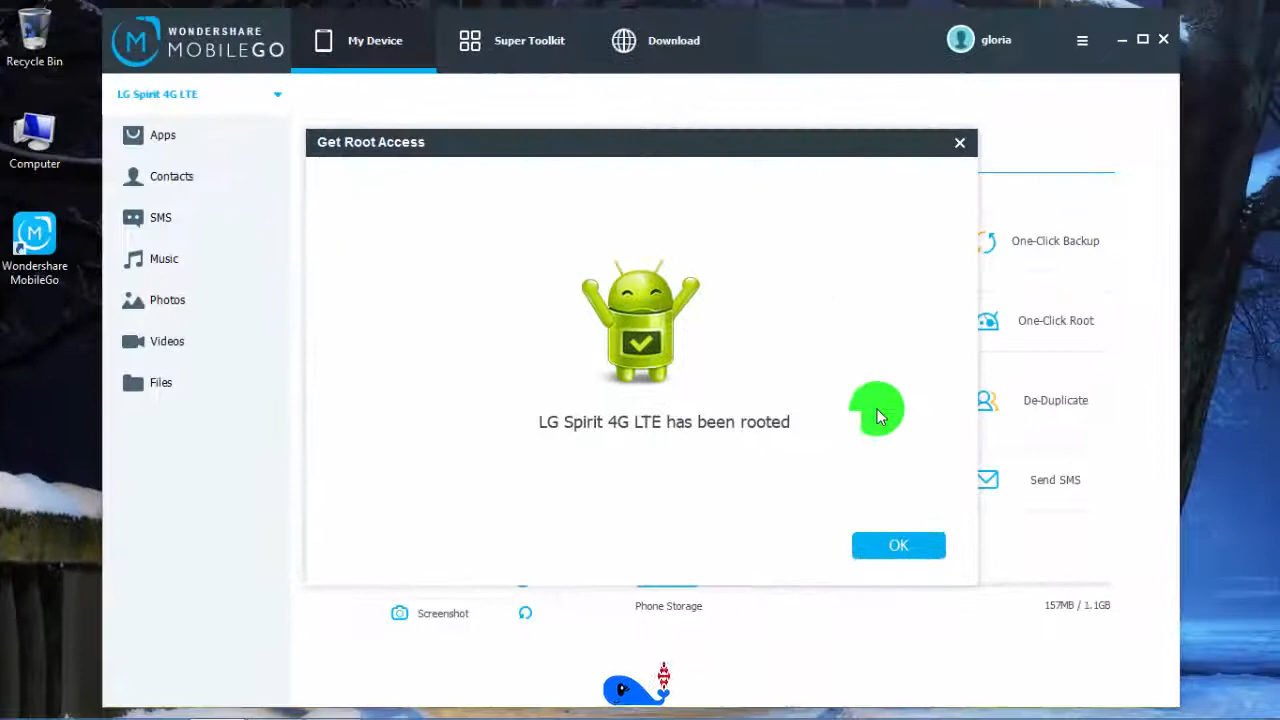 Recycle Bin
Computer
Wondershare
MobileGo
WONDERSHARE
MOBILEGO
My Device
Super Toolkit
Download
gloria
LG Spirit 4G LTE
Apps
Contacts
SMS
Music
Photos
Videos
Files
Get Root Access
LG Spirit 4G LTE has been rooted
OK
One-Click Backup
One-Click Root
De-Duplicate
Send SMS
Screenshot
Phone Storage
157MB / 1.1GB